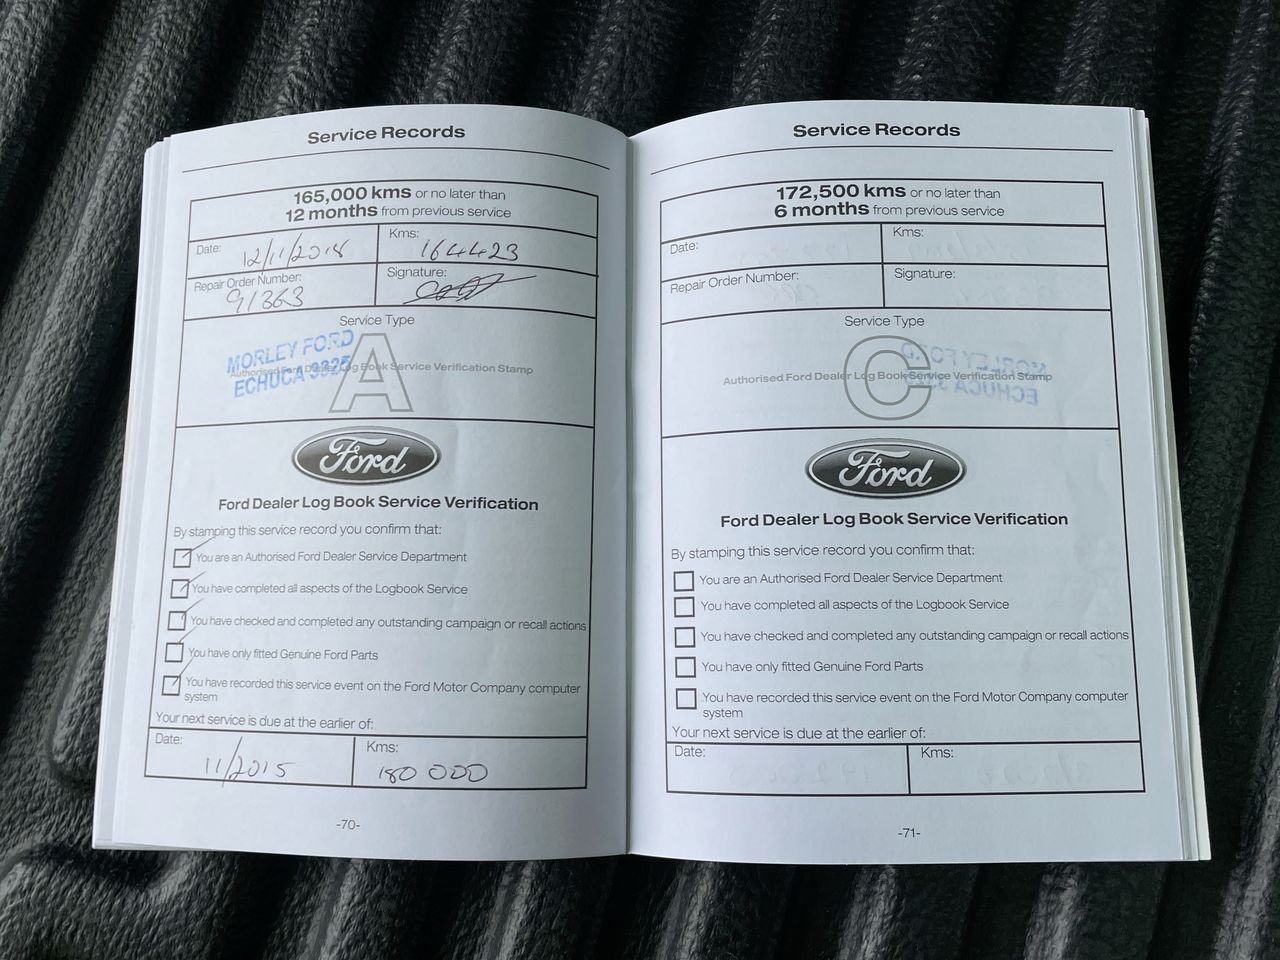 Service Records
165,000 kms or no later than
12 months from previous service
Date: 12/11/2018
Kms: 164423
Repair Order Number: 91363
Signature:
Service Type
A
MORLEY FORD
Authorised Ford Dealer Log Book Service Verification Stamp
ECHUCA 3325
Ford
Ford Dealer Log Book Service Verification
By stamping this service record you confirm that:
You are an Authorised Ford Dealer Service Department
You have completed all aspects of the Logbook Service
You have checked and completed any outstanding campaign or recall actions
You have only fitted Genuine Ford Parts
You have recorded this service event on the Ford Motor Company computer
system
Your next service is due at the earlier of:
Date: 11/2015
Kms: 180 000
-70-
Service Records
172,500 kms or no later than
6 months from previous service
Date:
Kms:
Repair Order Number:
Signature:
Service Type
C
Authorised Ford Dealer Log Book Service Verification Stamp
Ford
Ford Dealer Log Book Service Verification
By stamping this service record you confirm that:
You are an Authorised Ford Dealer Service Department
You have completed all aspects of the Logbook Service
You have checked and completed any outstanding campaign or recall actions
You have only fitted Genuine Ford Parts
You have recorded this service event on the Ford Motor Company computer
system
Your next service is due at the earlier of:
Date:
Kms:
-71-